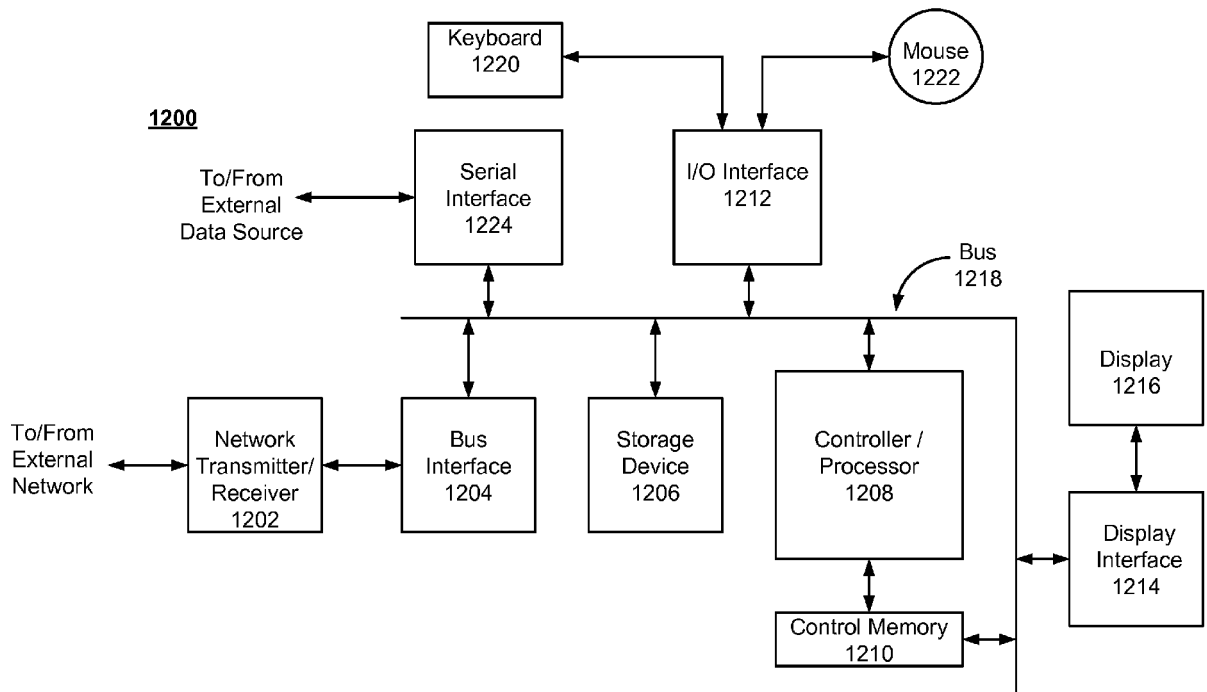 Keyboard
1220
Mouse
1222
1200
Serial
Interface
1224
I/O Interface
1212
To/From
External
Data Source
Bus
1218
Display
1216
To/From
External
Network
Network
Transmitter/
Receiver
1202
Bus
Interface
1204
Storage
Device
1206
Controller /
Processor
1208
Display
Interface
1214
Control Memory
1210